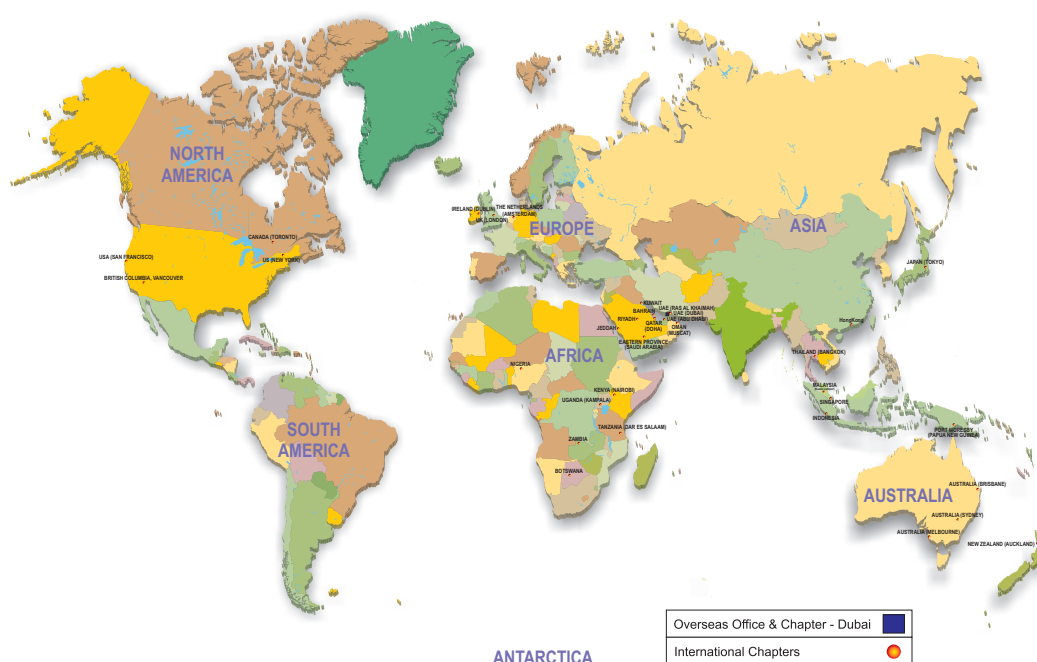 NORTH
AMERICA
CANADA (TORONTO)
US (NEW YORK)
USA (SAN FRANCISCO)
BRITISH COLUMBIA, VANCOUVER
SOUTH
AMERICA
IRELAND (DUBLIN)
THE NETHERLANDS
(AMSTERDAM)
UK (LONDON)
EUROPE
ASIA
JAPAN (TOKYO)
HongKong
KUWAIT
BAHRAIN
UAE (RAS AL KHAIMAH)
UAE (DUBAI)
UAE (ABU DHABI)
RIYADH
QATAR
(DOHA)
OMAN
(MUSCAT)
JEDDAH
EASTERN PROVINCE
(SAUDI ARABIA)
AFRICA
NIGERIA
KENYA (NAIROBI)
UGANDA (KAMPALA)
TANZANIA (DAR ES SALAAM)
ZAMBIA
BOTSWANA
THAILAND (BANGKOK)
MALAYSIA
SINGAPORE
INDONESIA
PORT MORESBY
(PAPUA NEW GUINEA)
AUSTRALIA
AUSTRALIA (BRISBANE)
AUSTRALIA (SYDNEY)
AUSTRALIA (MELBOURNE)
NEW ZEALAND (AUCKLAND)
Overseas Office & Chapter - Dubai
International Chapters
ANTARCTICA